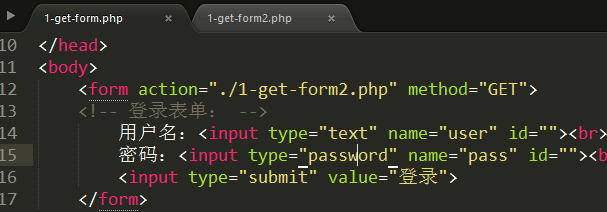 1-get-form.php × 1-get-form2.php ×
10 </head>
11 <body>
12 <form action="./1-get-form2.php" method="GET">
13 <!-- 登录表单： -->
14 用户名：<input type="text" name="user" id=""><br>
15 密码：<input type="password" name="pass" id=""><b
16 <input type="submit" value="登录">
17 </form>